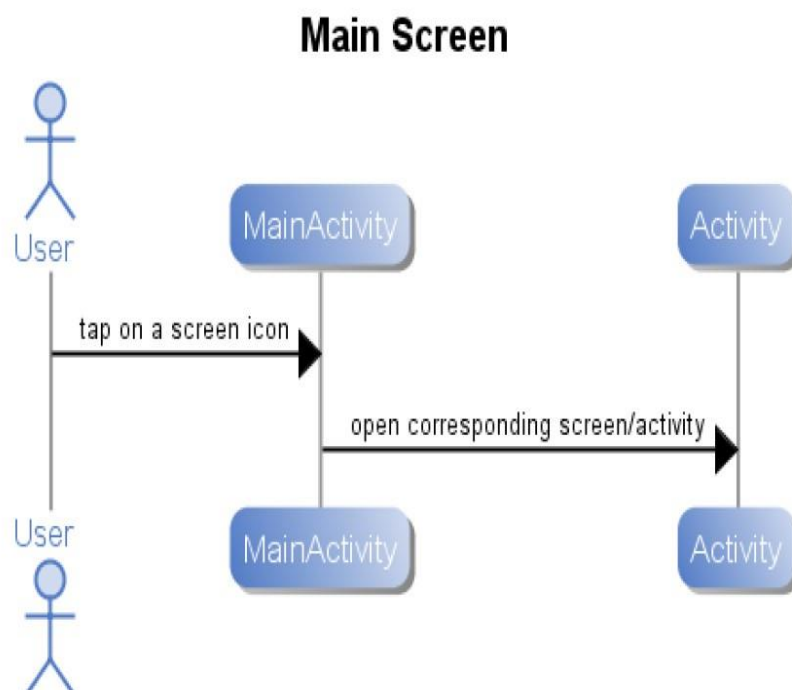 Main Screen
User
MainActivity
Activity
tap on a screen icon
open corresponding screen/activity
User
MainActivity
Activity